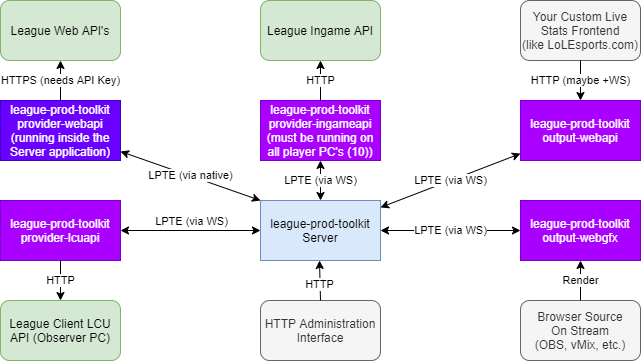 League Web API's
League Ingame API
Your Custom Live
Stats Frontend
(like LoLEsports.com)
HTTPS (needs API Key)
HTTP
HTTP (maybe +WS)
league-prod-toolkit
provider-webapi
(running inside the
Server application)
league-prod-toolkit
provider-ingameapi
(must be running on
all player PC's (10))
league-prod-toolkit
output-webapi
LPTE (via native)
LPTE (via WS)
LPTE (via WS)
league-prod-toolkit
provider-lcuapi
LPTE (via WS)
league-prod-toolkit
Server
LPTE (via WS)
league-prod-toolkit
output-webgfx
HTTP
HTTP
Render
League Client LCU
API (Observer PC)
HTTP Administration
Interface
Browser Source
On Stream
(OBS, vMix, etc.)